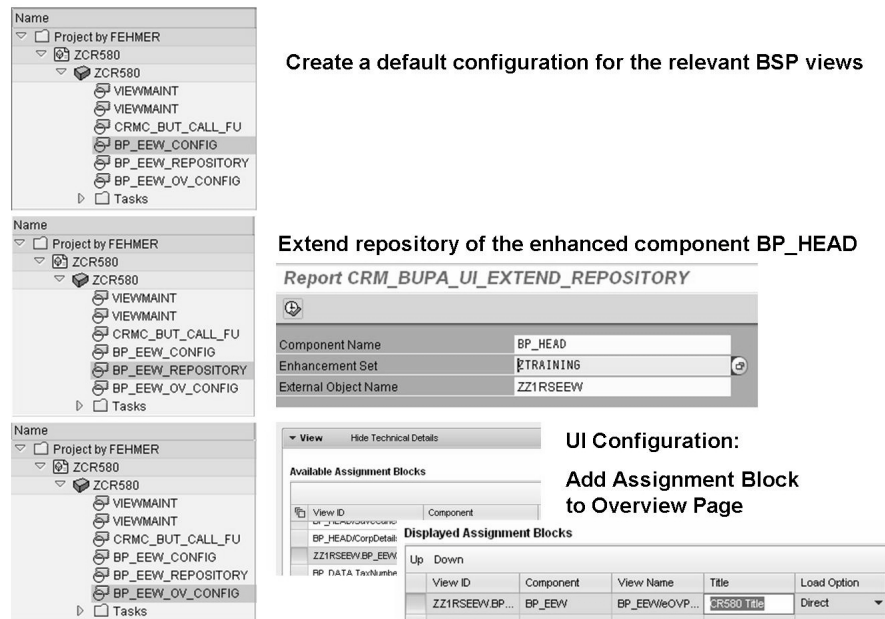 Name
Project by FEHMER
ZCR580
ZCR580
VIEWMAINT
VIEWMAINT
CRMC_BUT_CALL_FU
BP_EEW_CONFIG
BP_EEW_REPOSITORY
BP_EEW_OV_CONFIG
Tasks
Create a default configuration for the relevant BSP views
Name
Project by FEHMER
ZCR580
ZCR580
VIEWMAINT
VIEWMAINT
CRMC_BUT_CALL_FU
BP_EEW_CONFIG
BP_EEW_REPOSITORY
BP_EEW_OV_CONFIG
Tasks
Extend repository of the enhanced component BP_HEAD
Report CRM_BUPA_UI_EXTEND_REPOSITORY
Component Name BP_HEAD
Enhancement Set ZTRAINING
External Object Name ZZ1RSEEW
Name
Project by FEHMER
ZCR580
ZCR580
VIEWMAINT
VIEWMAINT
CRMC_BUT_CALL_FU
BP_EEW_CONFIG
BP_EEW_REPOSITORY
BP_EEW_OV_CONFIG
Tasks
View Hide Technical Details
Available Assignment Blocks
View ID Component
BP_HEAD/CorpDetails
ZZ1RSEEW.BP_EEW
BP_DATA.TaxNumbe
UI Configuration:
Add Assignment Block
to Overview Page
Displayed Assignment Blocks
Up Down
View ID Component View Name Title Load Option
ZZ1RSEEW.BP... BP_EEW BP_EEW/eOVP... CR580 Title Direct